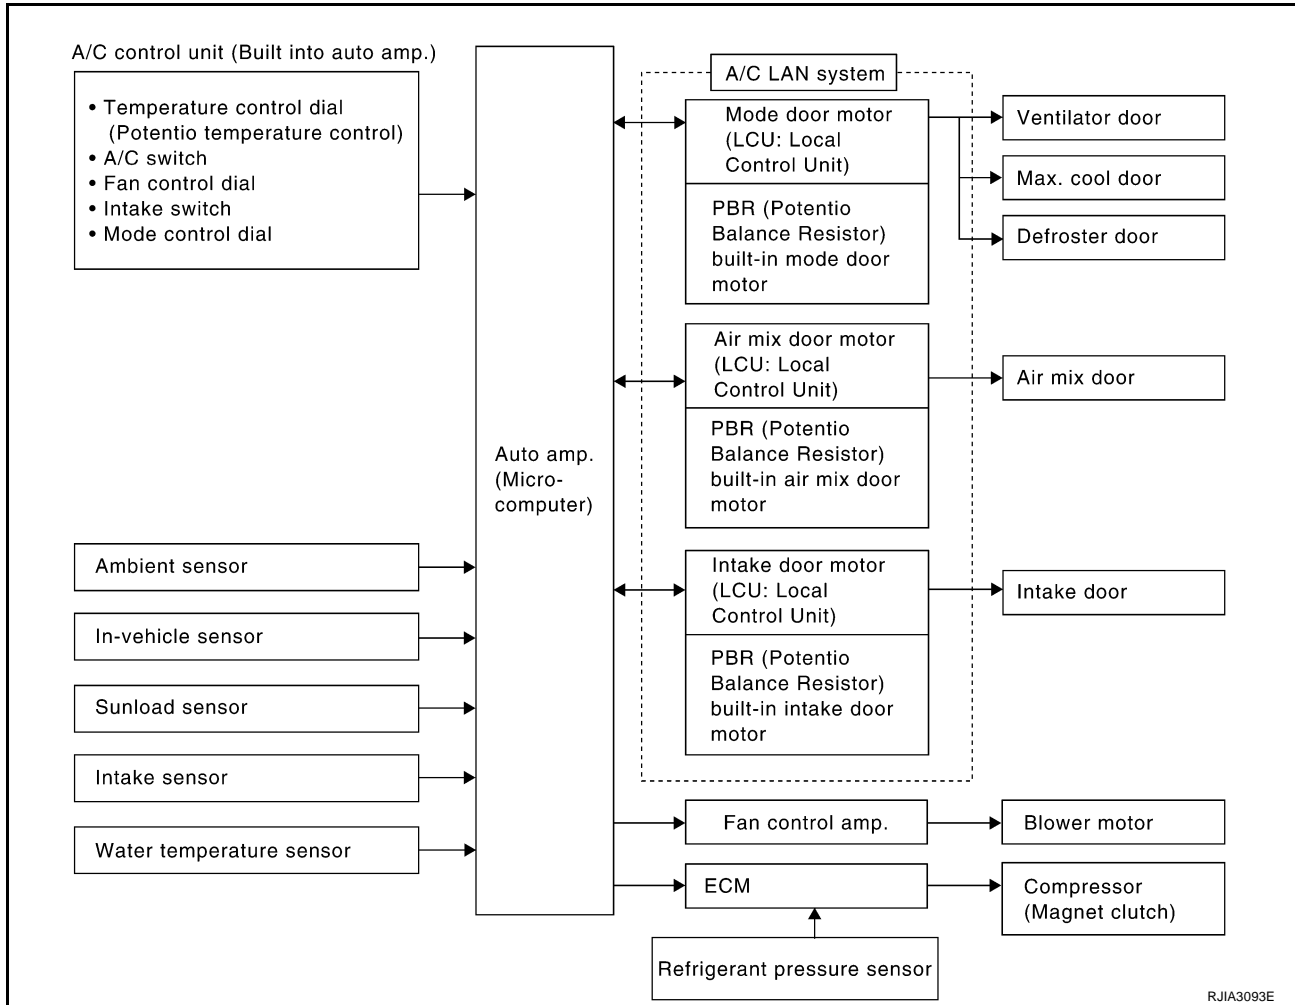 A/C control unit (Built into auto amp.)
• Temperature control dial
(Potentio temperature control)
• A/C switch
• Fan control dial
• Intake switch
• Mode control dial
Ambient sensor
In-vehicle sensor
Sunload sensor
Intake sensor
Water temperature sensor
Auto amp.
(Micro-
computer)
A/C LAN system
Mode door motor
(LCU: Local
Control Unit)
PBR (Potentio
Balance Resistor)
built-in mode door
motor
Air mix door motor
(LCU: Local
Control Unit)
PBR (Potentio
Balance Resistor)
built-in air mix door
motor
Intake door motor
(LCU: Local
Control Unit)
PBR (Potentio
Balance Resistor)
built-in intake door
motor
Fan control amp.
ECM
Refrigerant pressure sensor
Ventilator door
Max. cool door
Defroster door
Air mix door
Intake door
Blower motor
Compressor
(Magnet clutch)
RJIA3093E